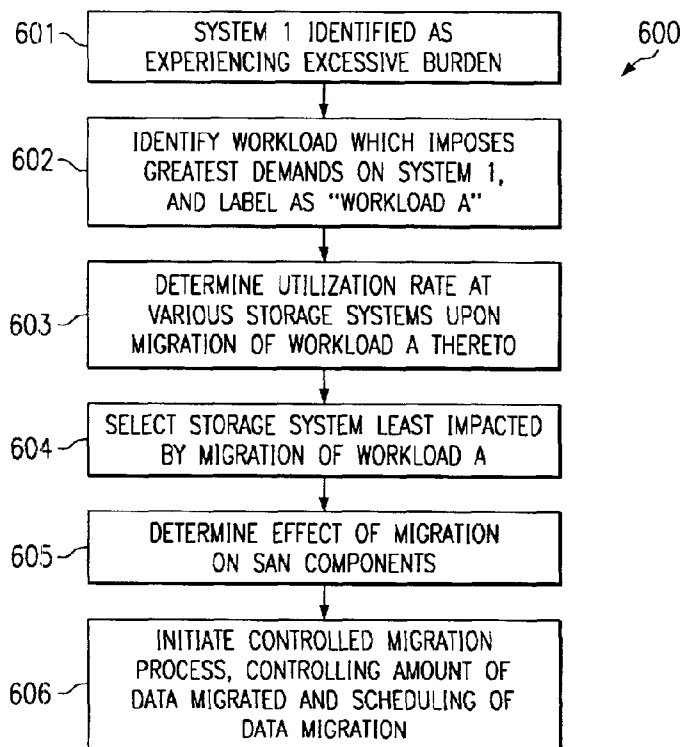 600
601
SYSTEM 1 IDENTIFIED AS
EXPERIENCING EXCESSIVE BURDEN
602
IDENTIFY WORKLOAD WHICH IMPOSES
GREATEST DEMANDS ON SYSTEM 1,
AND LABEL AS "WORKLOAD A"
603
DETERMINE UTILIZATION RATE AT
VARIOUS STORAGE SYSTEMS UPON
MIGRATION OF WORKLOAD A THERETO
604
SELECT STORAGE SYSTEM LEAST IMPACTED
BY MIGRATION OF WORKLOAD A
605
DETERMINE EFFECT OF MIGRATION
ON SAN COMPONENTS
606
INITIATE CONTROLLED MIGRATION
PROCESS, CONTROLLING AMOUNT OF
DATA MIGRATED AND SCHEDULING OF
DATA MIGRATION